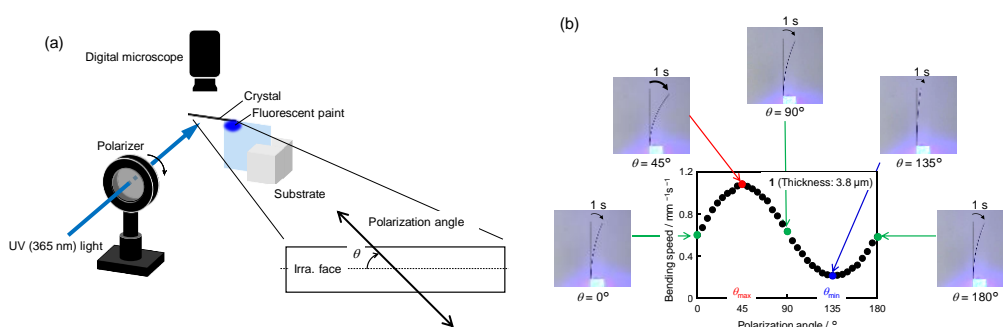 (a)
Digital microscope
Crystal
Fluorescent paint
Polarizer
Substrate
UV (365 nm) light
Polarization angle
Irra. face
θ
(b)
1 s
θ = 90°
1 s
θ = 45°
1 s
θ = 135°
1 s
θ = 0°
1 s
θ = 180°
1 (Thickness: 3.8 µm)
Bending speed / mm⁻¹s⁻¹
1.2
0.8
0.4
0
θmax
θmin
0 45 90 135 180
Polarization angle / °